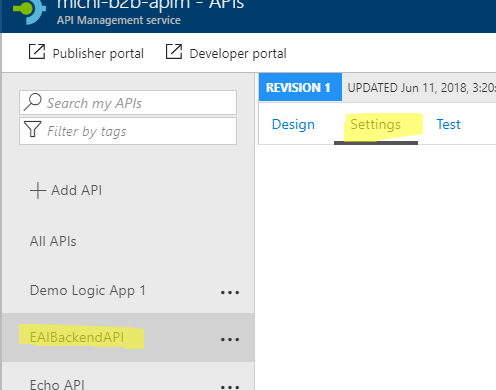 michi-b2b-apim - APIs
API Management service
Publisher portal Developer portal
Search my APIs
Filter by tags
REVISION 1 UPDATED Jun 11, 2018, 3:20:
Design Settings Test
Add API
All APIs
Demo Logic App 1
EAIBackendAPI
Echo API